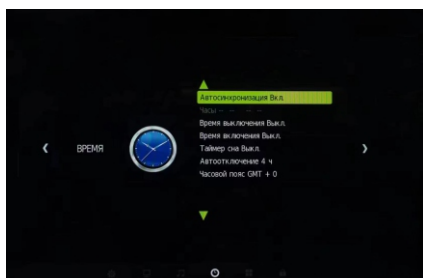 ВРЕМЯ
Автосинхронизация Вкл.
Часы -- -- -- --
Время выключения Выкл.
Время включения Выкл.
Таймер сна Выкл.
Автоотключение 4 ч
Часовой пояс GMT + 0